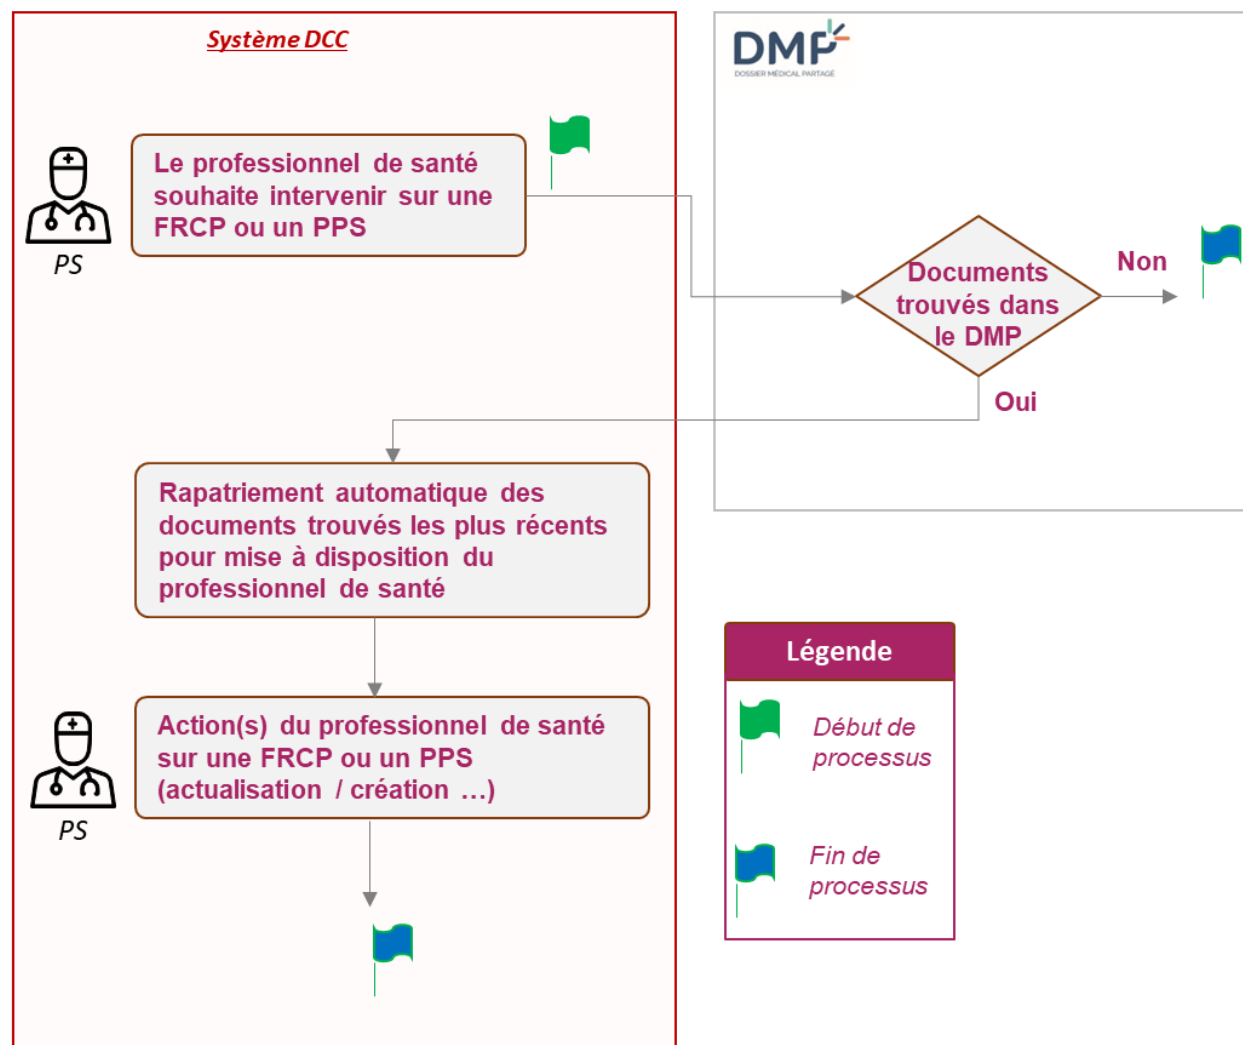 Système DCC
DMP
DOSSIER MÉDICAL PARTAGÉ
Le professionnel de santé
souhaite intervenir sur une
FRCP ou un PPS
PS
Documents
trouvés dans
le DMP
Non
Oui
Rapatriement automatique des
documents trouvés les plus récents
pour mise à disposition du
professionnel de santé
Action(s) du professionnel de santé
sur une FRCP ou un PPS
(actualisation / création …)
PS
Légende
Début de
processus
Fin de
processus